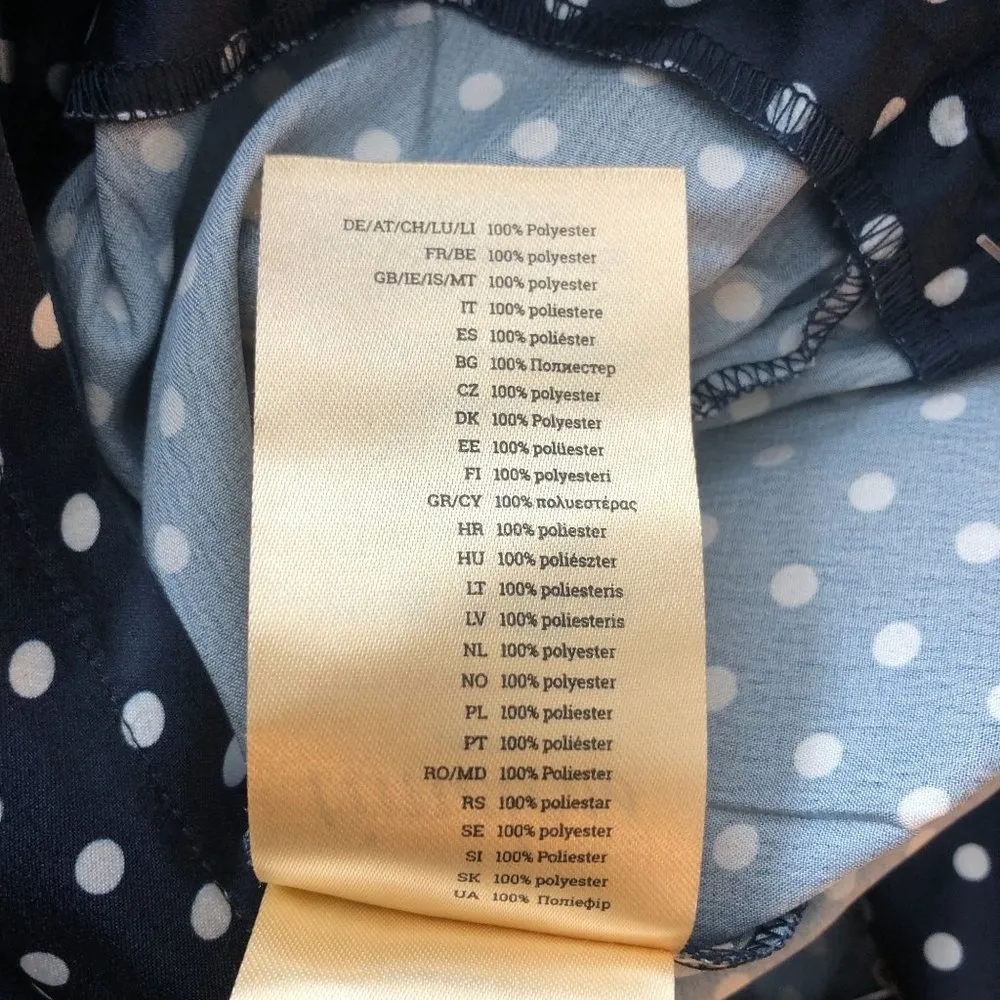 DE/AT/CH/LU/LI 100% Polyester
FR/BE 100% polyester
GB/IE/IS/MT 100% polyester
IT 100% poliestere
ES 100% poliéster
BG 100% Полиестер
CZ 100% polyester
DK 100% Polyester
EE 100% polüester
FI 100% polyesteri
GR/CY 100% πολυεστέρας
HR 100% poliester
HU 100% poliészter
LT 100% poliesteris
LV 100% poliesteris
NL 100% polyester
NO 100% polyester
PL 100% poliester
PT 100% poliéster
RO/MD 100% Poliester
RS 100% poliestar
SE 100% polyester
SI 100% Poliester
SK 100% polyester
UA 100% Поліефір